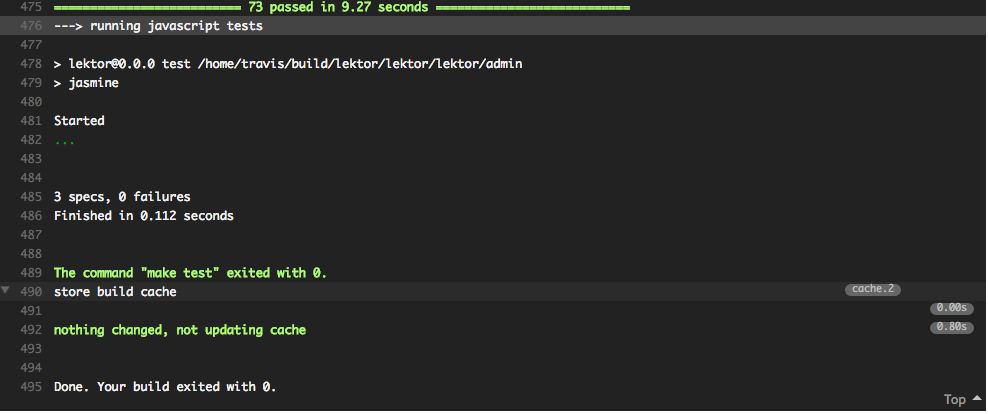 475 ========================== 73 passed in 9.27 seconds ===========================
476 ---> running javascript tests
477
478 > lektor@0.0.0 test /home/travis/build/lektor/lektor/lektor/admin
479 > jasmine
480
481 Started
482 ...
483
484
485 3 specs, 0 failures
486 Finished in 0.112 seconds
487
488
489 The command "make test" exited with 0.
490 store build cache cache.2
491 0.00s
492 nothing changed, not updating cache 0.80s
493
494
495 Done. Your build exited with 0.
Top